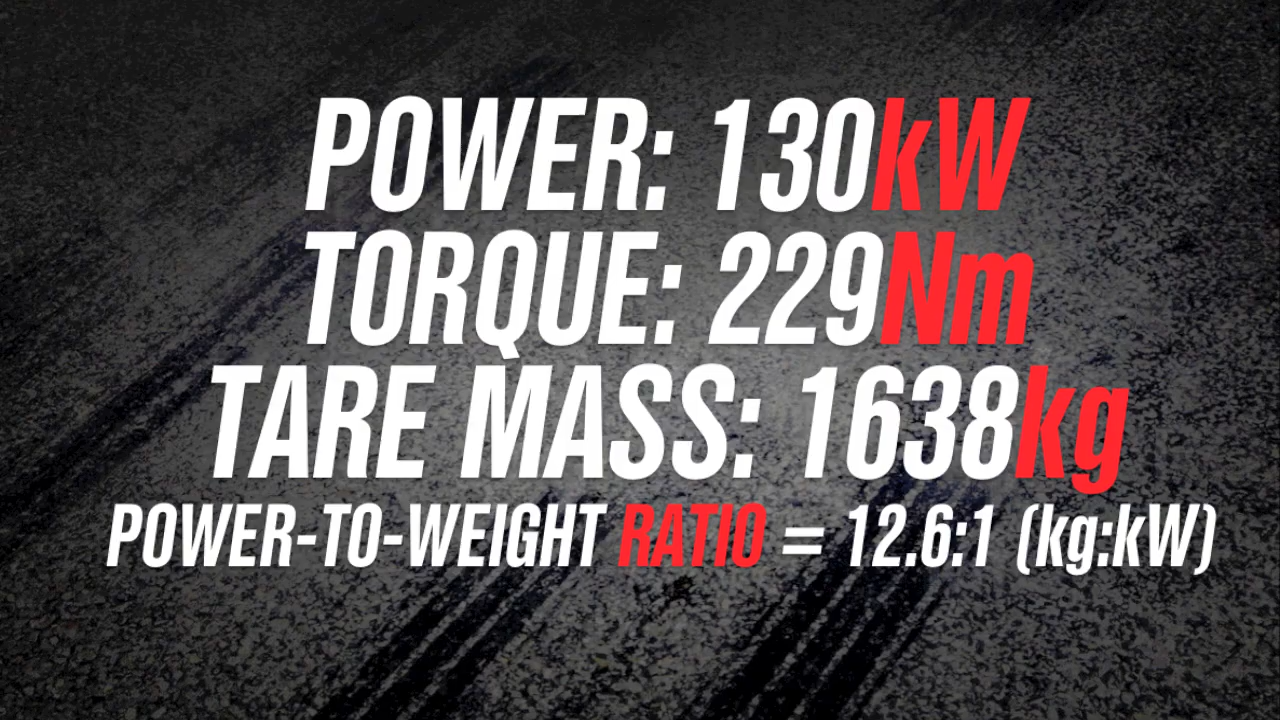 POWER: 130kW
TORQUE: 229Nm
TARE MASS: 1638kg
POWER-TO-WEIGHT RATIO = 12.6:1 (kg:kW)